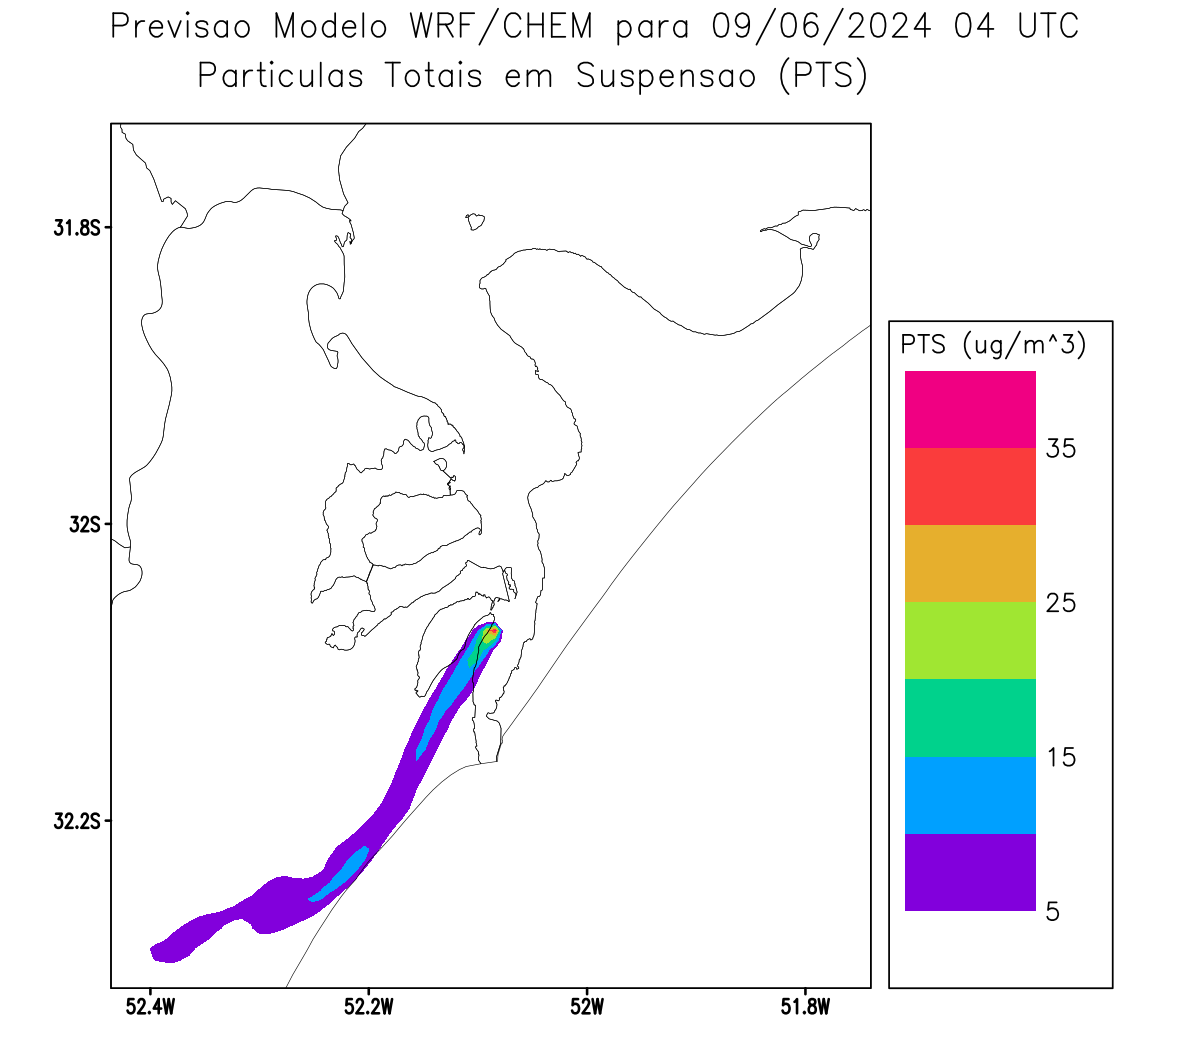 Previsao Modelo WRF/CHEM para 09/06/2024 04 UTC
Particulas Totais em Suspensao (PTS)
31.8S
32S
32.2S
52.4W
52.2W
52W
51.8W
PTS (ug/m^3)
35
25
15
5